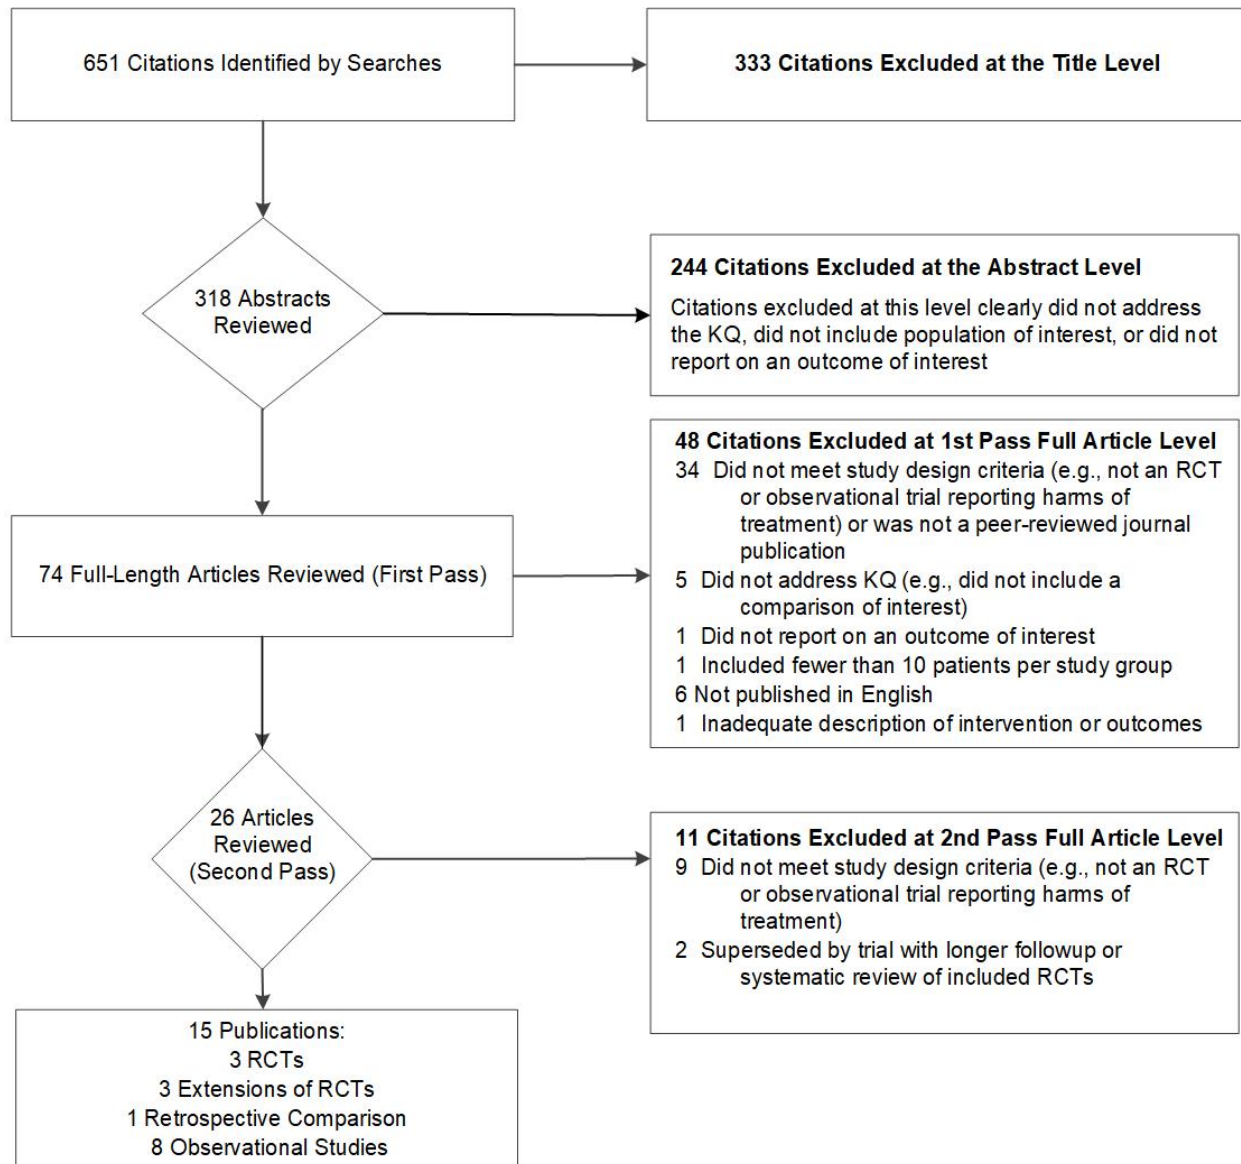 651 Citations Identified by Searches
333 Citations Excluded at the Title Level
318 Abstracts
Reviewed
244 Citations Excluded at the Abstract Level
Citations excluded at this level clearly did not address
the KQ, did not include population of interest, or did not
report on an outcome of interest
74 Full-Length Articles Reviewed (First Pass)
48 Citations Excluded at 1st Pass Full Article Level
34 Did not meet study design criteria (e.g., not an RCT
or observational trial reporting harms of
treatment) or was not a peer-reviewed journal
publication
5 Did not address KQ (e.g., did not include a
comparison of interest)
1 Did not report on an outcome of interest
1 Included fewer than 10 patients per study group
6 Not published in English
1 Inadequate description of intervention or outcomes
26 Articles
Reviewed
(Second Pass)
11 Citations Excluded at 2nd Pass Full Article Level
9 Did not meet study design criteria (e.g., not an RCT
or observational trial reporting harms of
treatment)
2 Superseded by trial with longer followup or
systematic review of included RCTs
15 Publications:
3 RCTs
3 Extensions of RCTs
1 Retrospective Comparison
8 Observational Studies